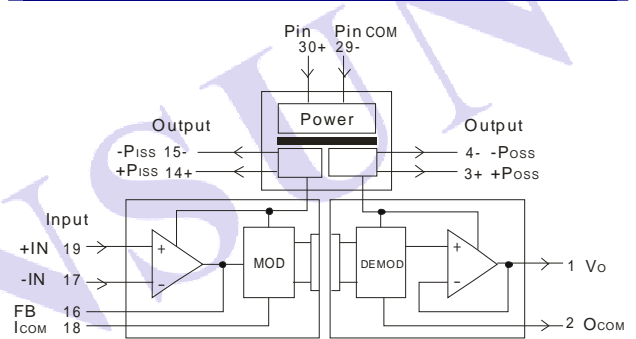 Pin Pin COM
30+ 29-
Power
Output
Output
-PISS 15-
4- -POSS
+PISS 14+
3+ +POSS
Input
+IN 19
+
MOD
DEMOD
+
1 VO
-IN 17
-
-
FB 16
ICOM 18
2 OCOM
SUN